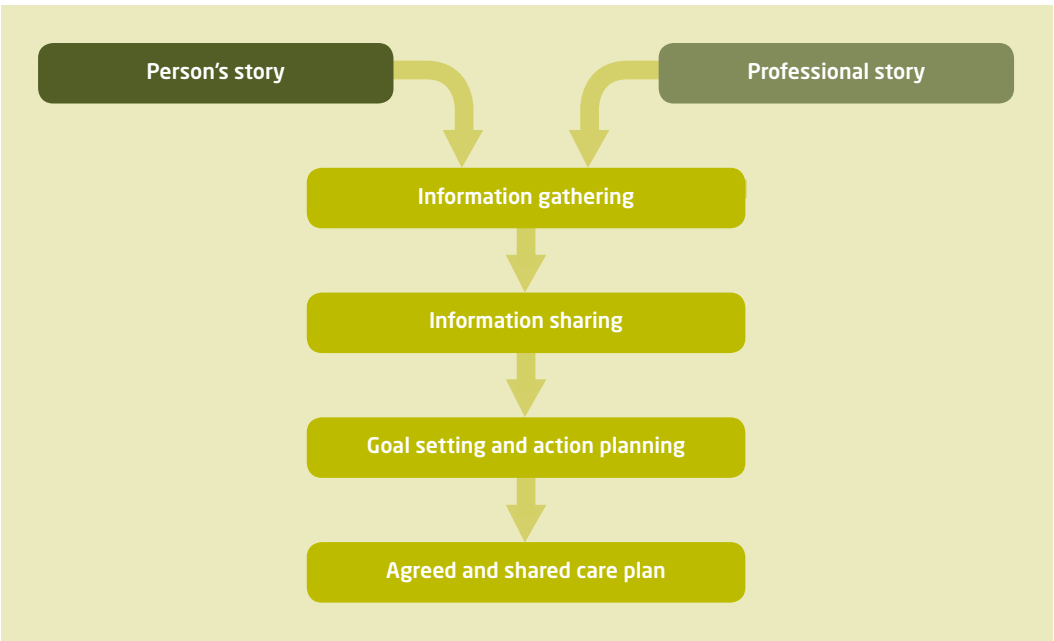 Person's story
Professional story
Information gathering
Information sharing
Goal setting and action planning
Agreed and shared care plan